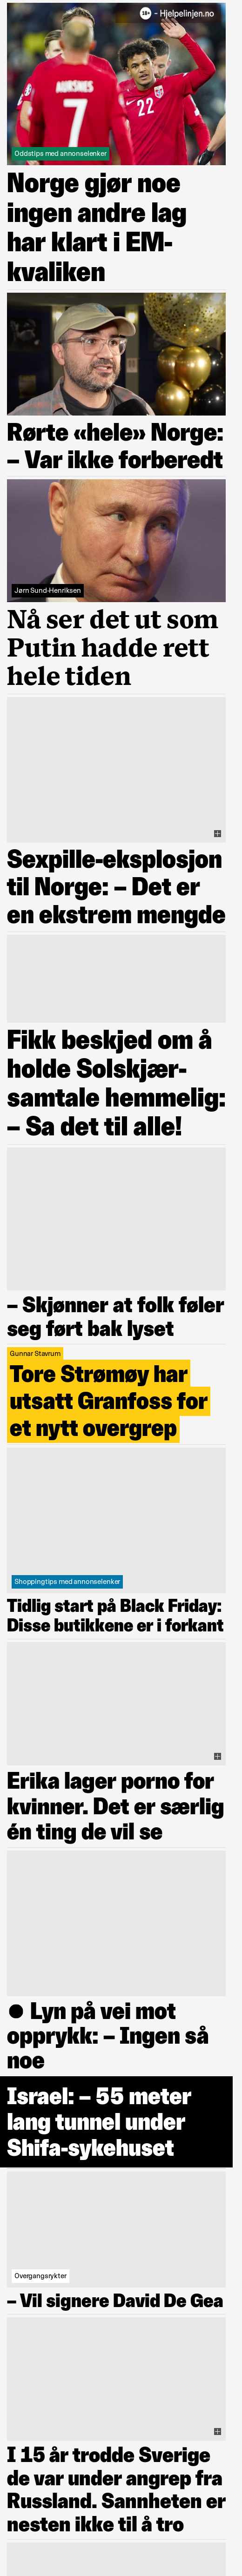 18+ - Hjelpelinjen.no
AURSNES
7
22
Oddstips med annonselenker
Norge gjør noe
ingen andre lag
har klart i EM-
kvaliken
Rørte «hele» Norge:
– Var ikke forberedt
Jørn Sund-Henriksen
Nå ser det ut som
Putin hadde rett
hele tiden
Sexpille-eksplosjon
til Norge: – Det er
en ekstrem mengde
Fikk beskjed om å
holde Solskjær-
samtale hemmelig:
– Sa det til alle!
– Skjønner at folk føler
seg ført bak lyset
Gunnar Stavrum
Tore Strømøy har
utsatt Granfoss for
et nytt overgrep
Shoppingtips med annonselenker
Tidlig start på Black Friday:
Disse butikkene er i forkant
Erika lager porno for
kvinner. Det er særlig
én ting de vil se
● Lyn på vei mot
opprykk: – Ingen så
noe
Israel: – 55 meter
lang tunnel under
Shifa-sykehuset
Overgangsrykter
– Vil signere David De Gea
I 15 år trodde Sverige
de var under angrep fra
Russland. Sannheten er
nesten ikke til å tro